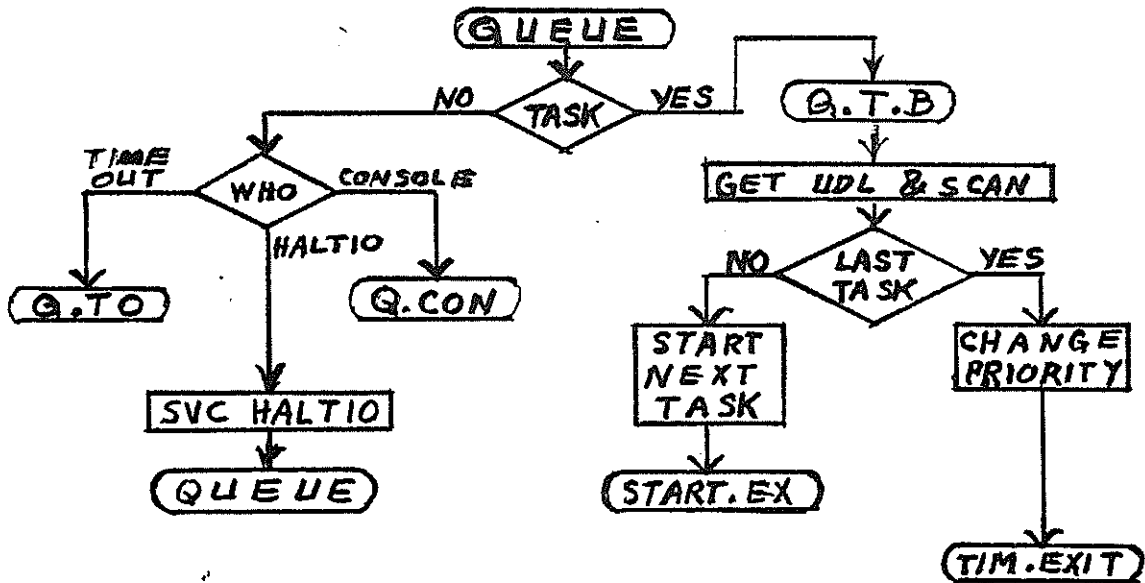 QUEUE
NO
TASK
YES
Q.T.B
TIME
OUT
WHO
CONSOLE
GET UDL & SCAN
HALTIO
NO
LAST
TASK
YES
Q.TO
Q.CON
START
NEXT
TASK
CHANGE
PRIORITY
SVC HALTIO
QUEUE
START.EX
TIM.EXIT